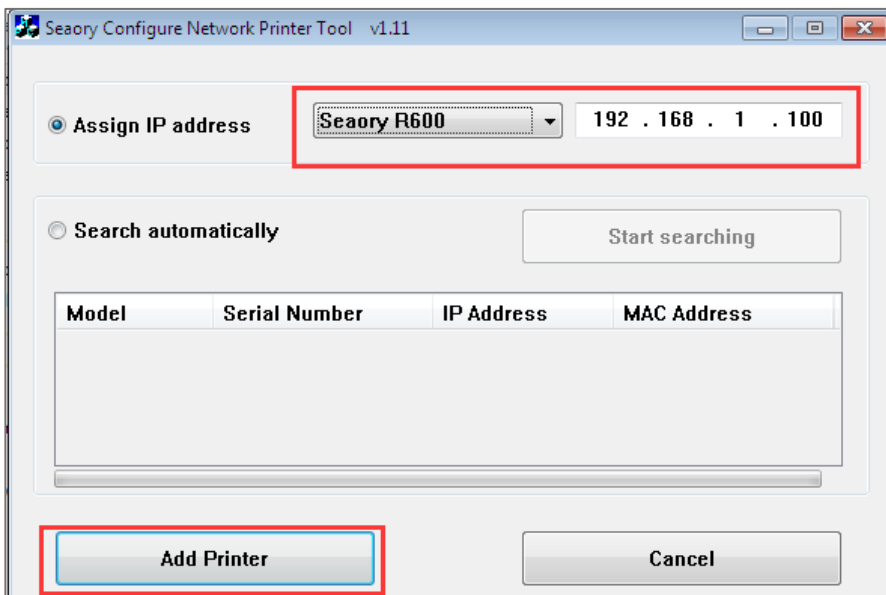 Seaory Configure Network Printer Tool v1.11
Assign IP address Seaory R600 192 . 168 . 1 . 100
Search automatically Start searching
Model Serial Number IP Address MAC Address
Add Printer Cancel